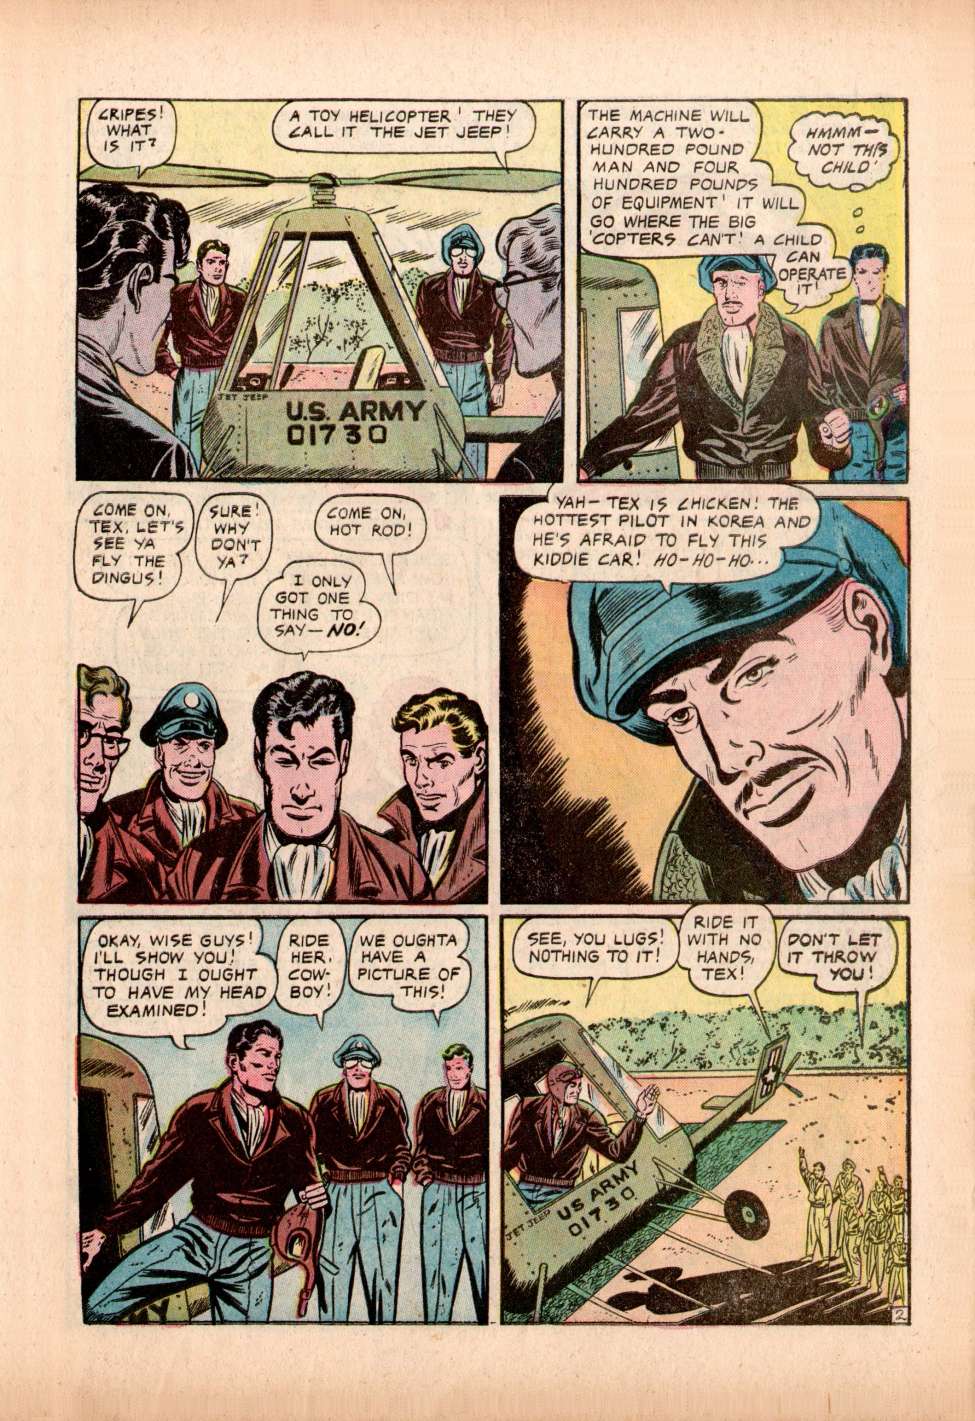 CRIPES!
WHAT
IS IT?
A TOY HELICOPTER! THEY
CALL IT THE JET JEEP!
JET JEEP
U.S. ARMY
01730
THE MACHINE WILL
CARRY A TWO-
HUNDRED POUND
MAN AND FOUR
HUNDRED POUNDS
OF EQUIPMENT! IT WILL
GO WHERE THE BIG
'COPTERS CAN'T! A CHILD
CAN
OPERATE
IT!
HMMM—
NOT THIS
CHILD!
COME ON,
TEX, LET'S
SEE YA
FLY THE
DINGUS!
SURE!
WHY
DON'T
YA?
COME ON,
HOT ROD!
I ONLY
GOT ONE
THING TO
SAY—NO!
YAH—TEX IS CHICKEN! THE
HOTTEST PILOT IN KOREA AND
HE'S AFRAID TO FLY THIS
KIDDIE CAR! HO-HO-HO...
OKAY, WISE GUYS!
I'LL SHOW YOU!
THOUGH I OUGHT
TO HAVE MY HEAD
EXAMINED!
RIDE
HER,
COW-
BOY!
WE OUGHTA
HAVE A
PICTURE OF
THIS!
SEE, YOU LUGS!
NOTHING TO IT!
RIDE IT
WITH NO
HANDS,
TEX!
DON'T LET
IT THROW
YOU!
JET JEEP
U.S. ARMY
01730
2